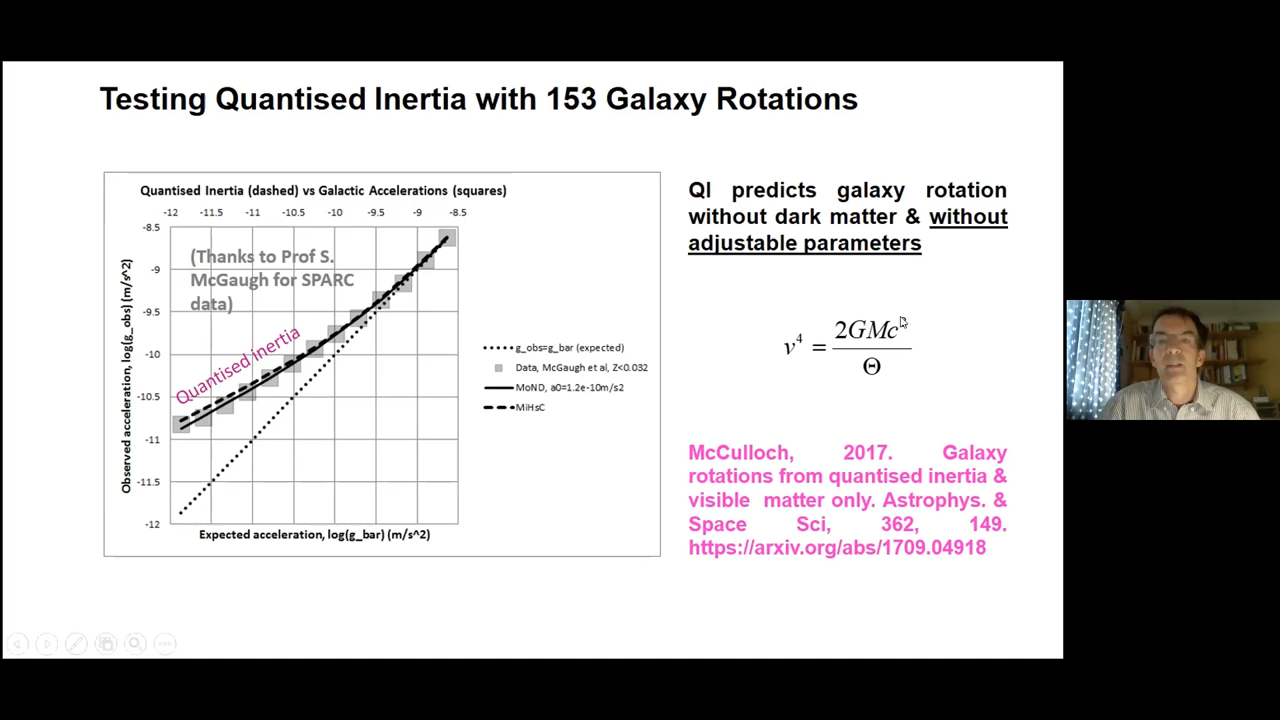 Testing Quantised Inertia with 153 Galaxy Rotations
Quantised Inertia (dashed) vs Galactic Accelerations (squares)
-12 -11.5 -11 -10.5 -10 -9.5 -9 -8.5
-8.5
-9
-9.5
-10
-10.5
-11
-11.5
-12
Observed acceleration, log(g_obs) (m/s^2)
(Thanks to Prof S.
McGaugh for SPARC
data)
Quantised inertia
Expected acceleration, log(g_bar) (m/s^2)
g_obs=g_bar (expected)
Data, McGaugh et al, Z<0.032
MoND, a0=1.2e-10m/s2
MiHsC
QI predicts galaxy rotation
without dark matter & without
adjustable parameters
v⁴ = 2GMc / Θ
McCulloch, 2017. Galaxy
rotations from quantised inertia &
visible matter only. Astrophys. &
Space Sci, 362, 149.
https://arxiv.org/abs/1709.04918